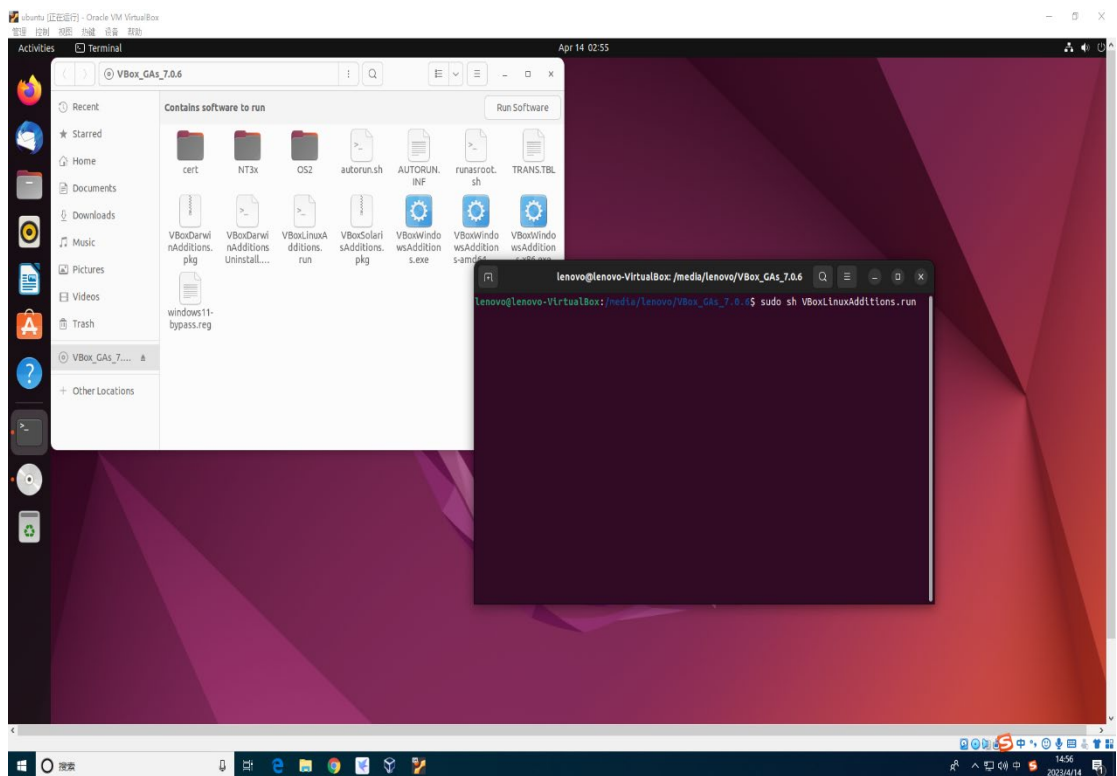 ubuntu [正在运行] - Oracle VM VirtualBox
管理 控制 视图 热键 设备 帮助
Activities Terminal Apr 14 02:55
VBox_GAs_7.0.6
Recent
Starred
Home
Documents
Downloads
Music
Pictures
Videos
Trash
VBox_GAs_7....
Other Locations
Contains software to run Run Software
cert NT3x OS2 autorun.sh AUTORUN. runasroot. TRANS.TBL
INF sh
VBoxDarwi VBoxDarwi VBoxLinuxA VBoxSolari VBoxWindo VBoxWindo VBoxWindo
nAdditions. nAdditions dditions. sAdditions. wsAddition wsAddition wsAddition
pkg Uninstall.... run pkg s.exe s-amd64. s-x86.exe
windows11-
bypass.reg
lenovo@lenovo-VirtualBox: /media/lenovo/VBox_GAs_7.0.6
lenovo@lenovo-VirtualBox:/media/lenovo/VBox_GAs_7.0.6$ sudo sh VBoxLinuxAdditions.run
中
搜索
中
14:56
2023/4/14